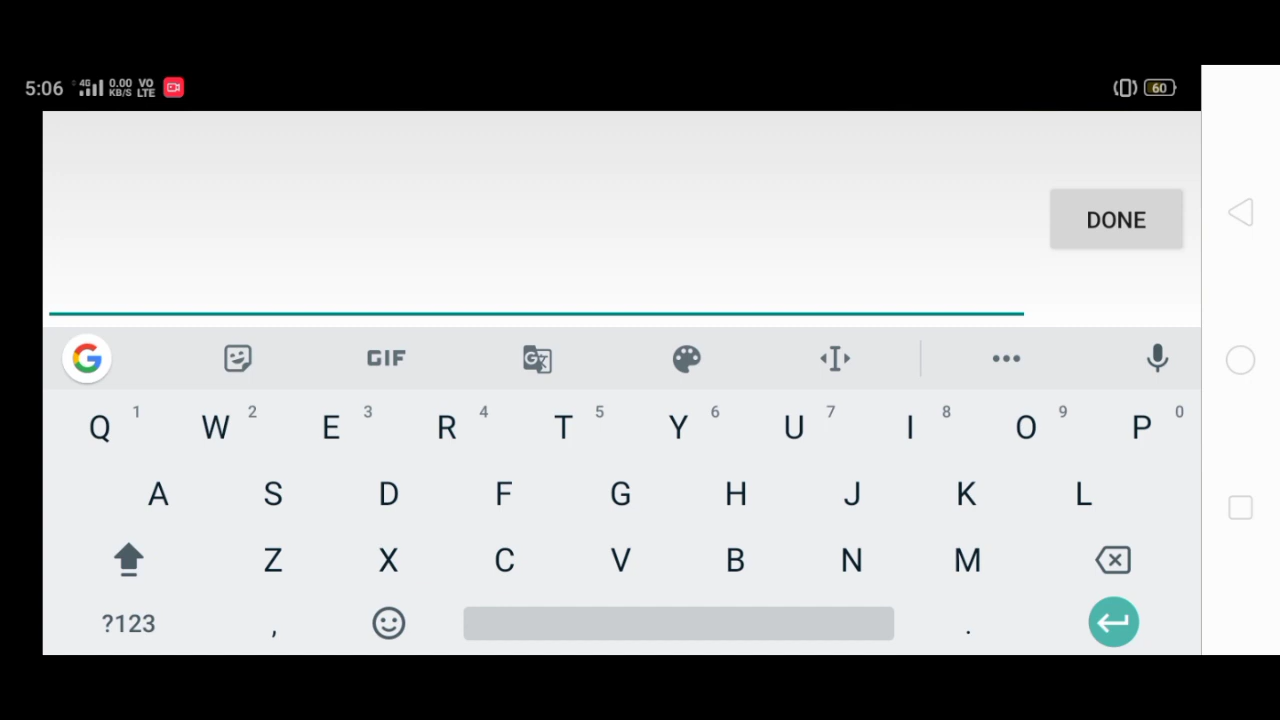 5:06 4G 0.00 KB/S VO LTE 60
DONE
G GIF G
Q 1 W 2 E 3 R 4 T 5 Y 6 U 7 I 8 O 9 P 0
A S D F G H J K L
Z X C V B N M
?123 , .